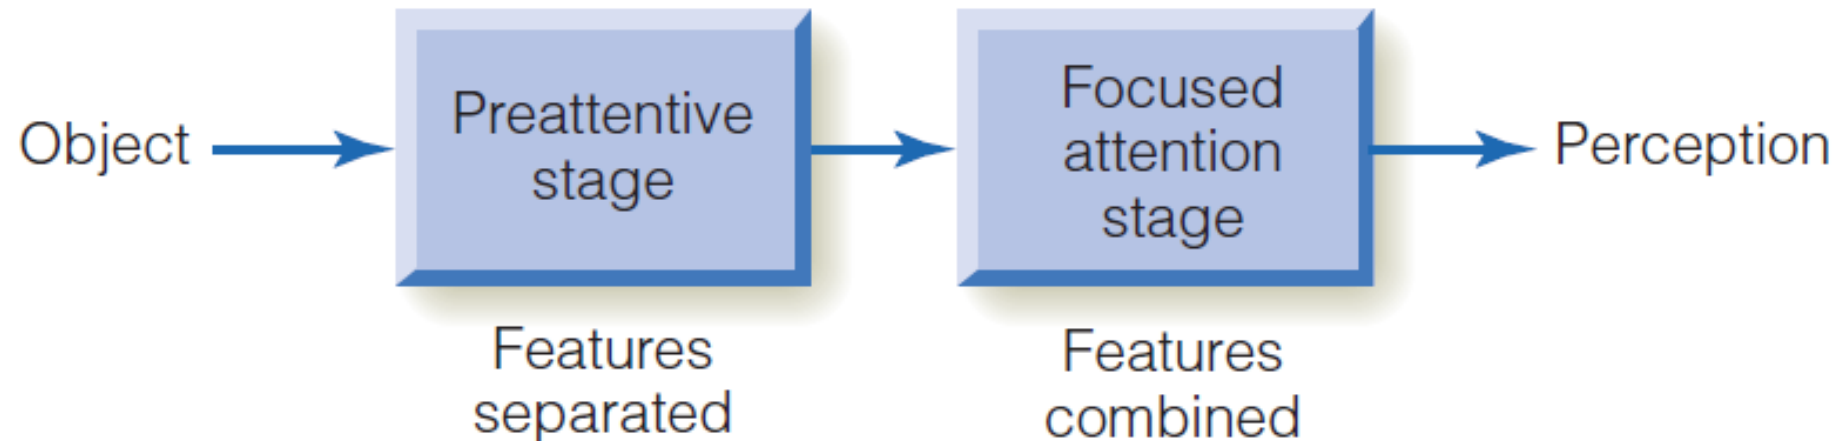 Object
Preattentive
stage
Features
separated
Focused
attention
stage
Features
combined
Perception